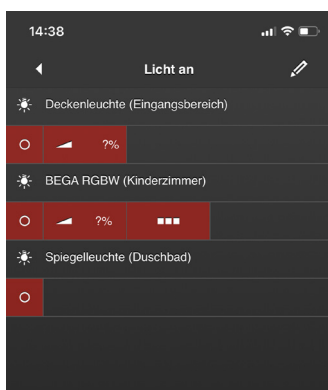 14:38
Licht an
Deckenleuchte (Eingangsbereich)
?%
BEGA RGBW (Kinderzimmer)
?%
Spiegelleuchte (Duschbad)